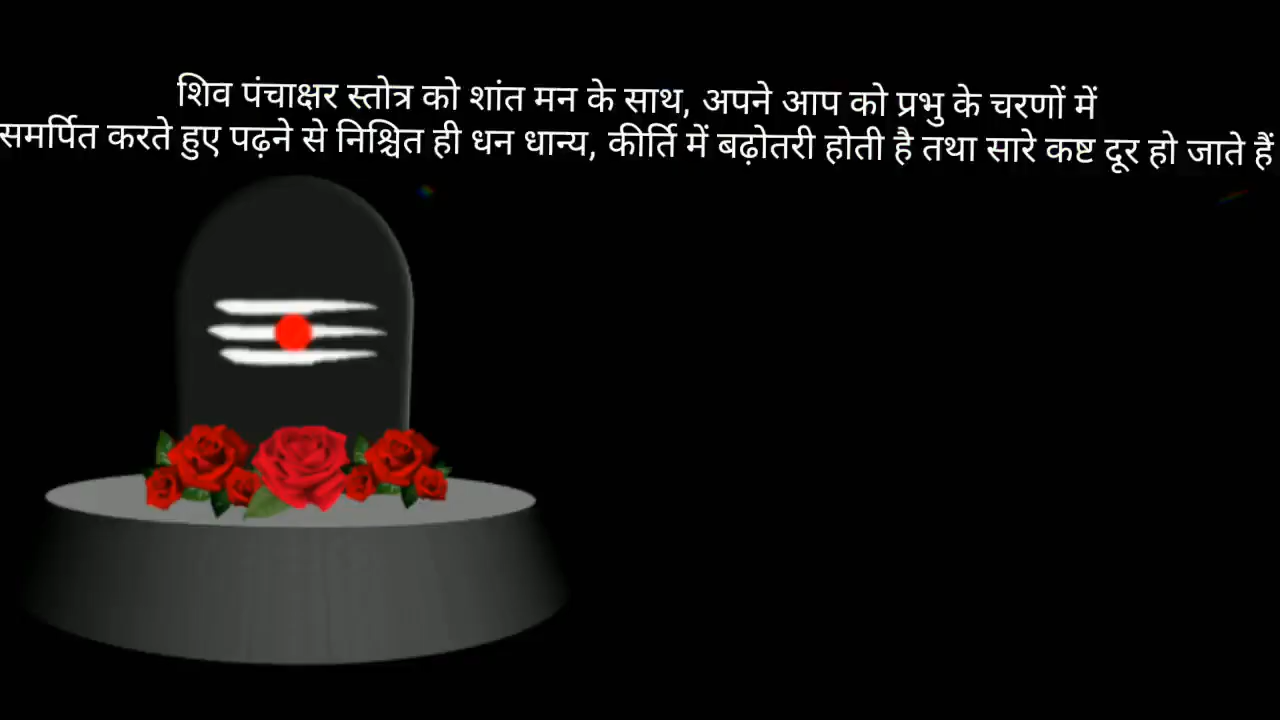 शिव पंचाक्षर स्तोत्र को शांत मन के साथ, अपने आप को प्रभु के चरणों में
समर्पित करते हुए पढ़ने से निश्चित ही धन धान्य, कीर्ति में बढ़ोतरी होती है तथा सारे कष्ट दूर हो जाते हैं